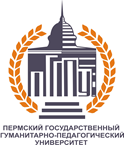 ПЕРМСКИЙ ГОСУДАРСТВЕННЫЙ
ГУМАНИТАРНО-ПЕДАГОГИЧЕСКИЙ
УНИВЕРСИТЕТ